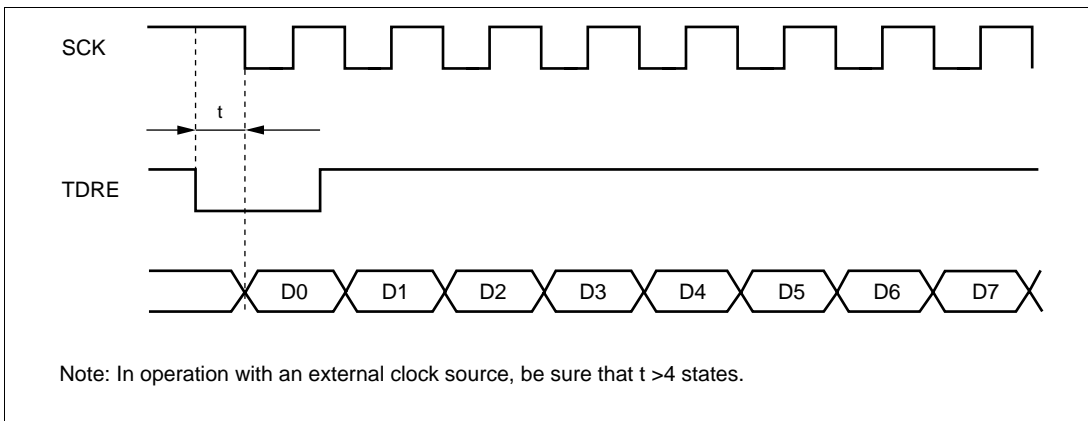 SCK
t
TDRE
D0 D1 D2 D3 D4 D5 D6 D7
Note: In operation with an external clock source, be sure that t >4 states.